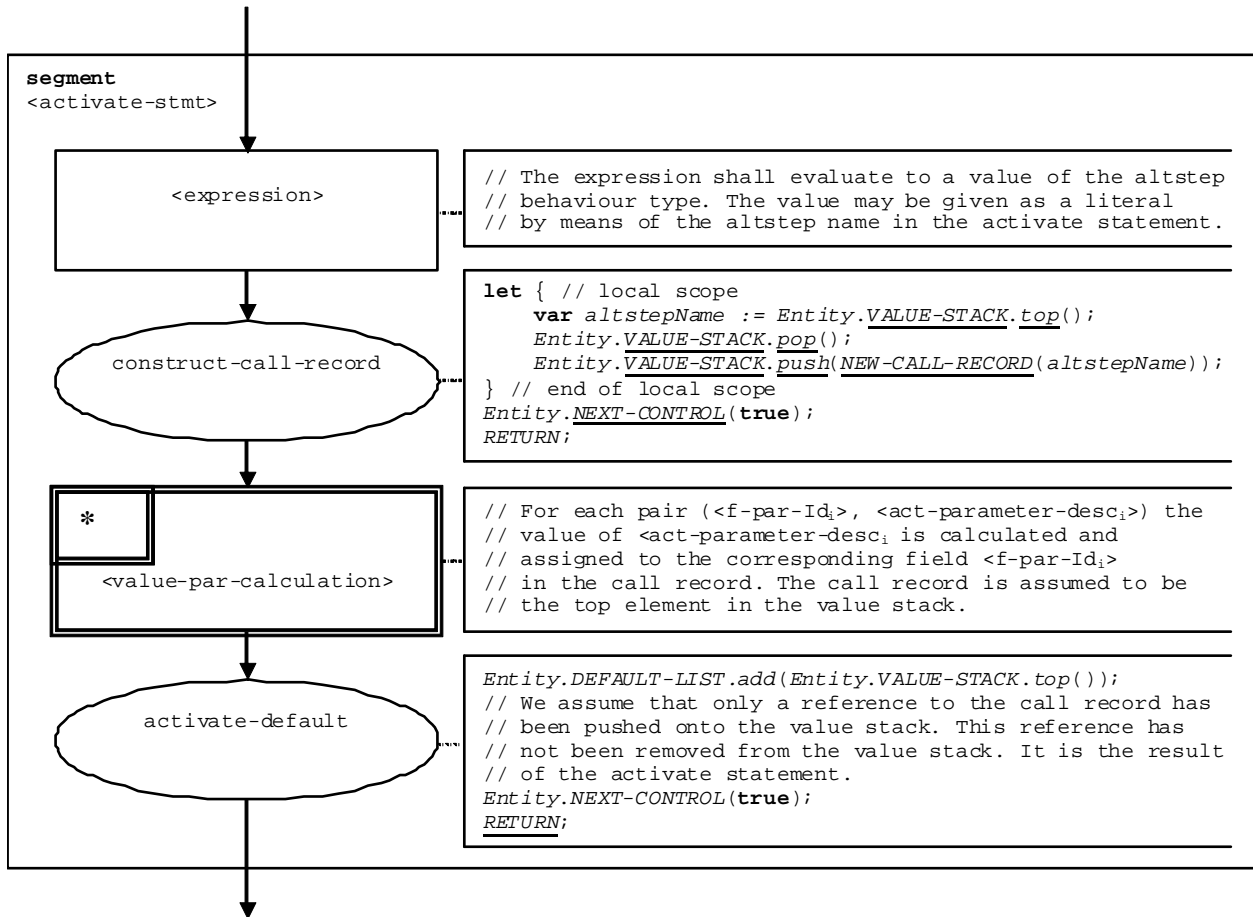 segment
<activate-stmt>
<expression>
// The expression shall evaluate to a value of the altstep
// behaviour type. The value may be given as a literal
// by means of the altstep name in the activate statement.
construct-call-record
let { // local scope
var altstepName := Entity.VALUE-STACK.top();
Entity.VALUE-STACK.pop();
Entity.VALUE-STACK.push(NEW-CALL-RECORD(altstepName));
} // end of local scope
Entity.NEXT-CONTROL(true);
RETURN;
*
<value-par-calculation>
// For each pair (<f-par-Idi>, <act-parameter-desci>) the
// value of <act-parameter-desci is calculated and
// assigned to the corresponding field <f-par-Idi>
// in the call record. The call record is assumed to be
// the top element in the value stack.
activate-default
Entity.DEFAULT-LIST.add(Entity.VALUE-STACK.top());
// We assume that only a reference to the call record has
// been pushed onto the value stack. This reference has
// not been removed from the value stack. It is the result
// of the activate statement.
Entity.NEXT-CONTROL(true);
RETURN;